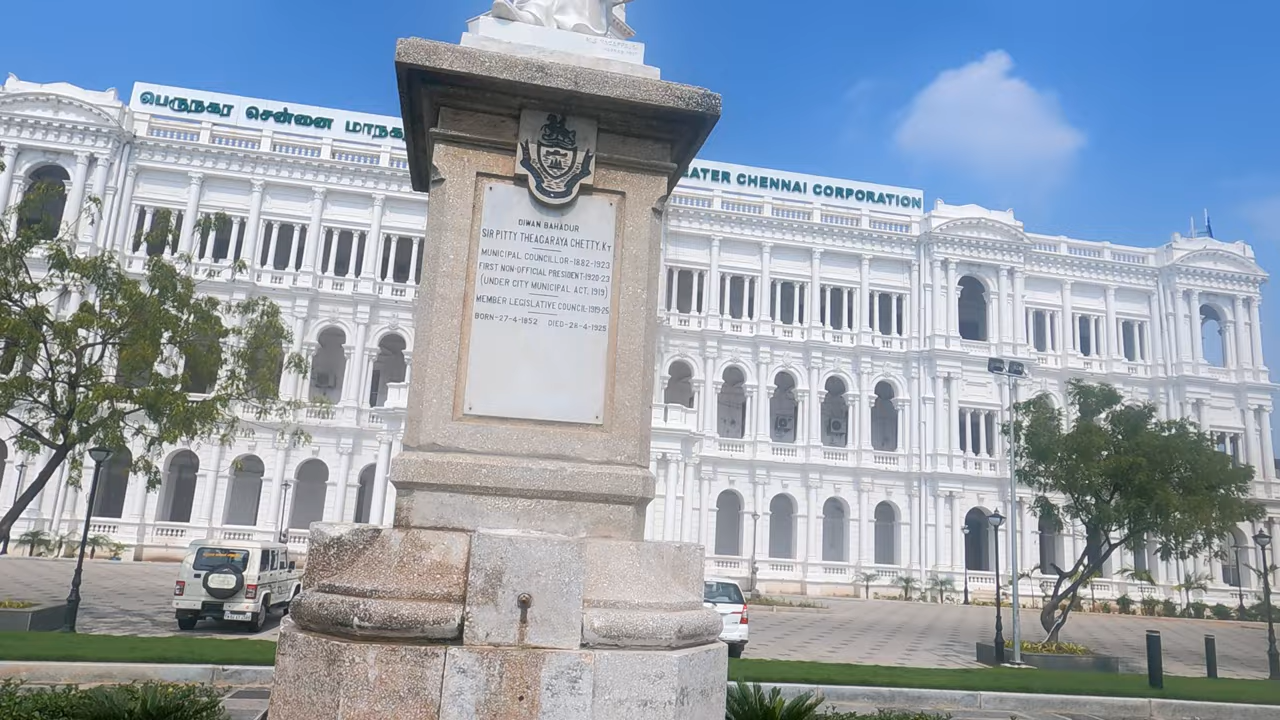 பெருநகர சென்னை மாநக
EATER CHENNAI CORPORATION
DIWAN BAHADUR
SIR PITTY THEAGARAYA CHETTY. KT
MUNICIPAL COUNCILLOR-1882-1923
FIRST NON-OFFICIAL PRESIDENT-1920-23
(UNDER CITY MUNICIPAL ACT, 1919)
MEMBER LEGISLATIVE COUNCIL-1919-25
BORN-27-4-1852 DIED-28-4-1925